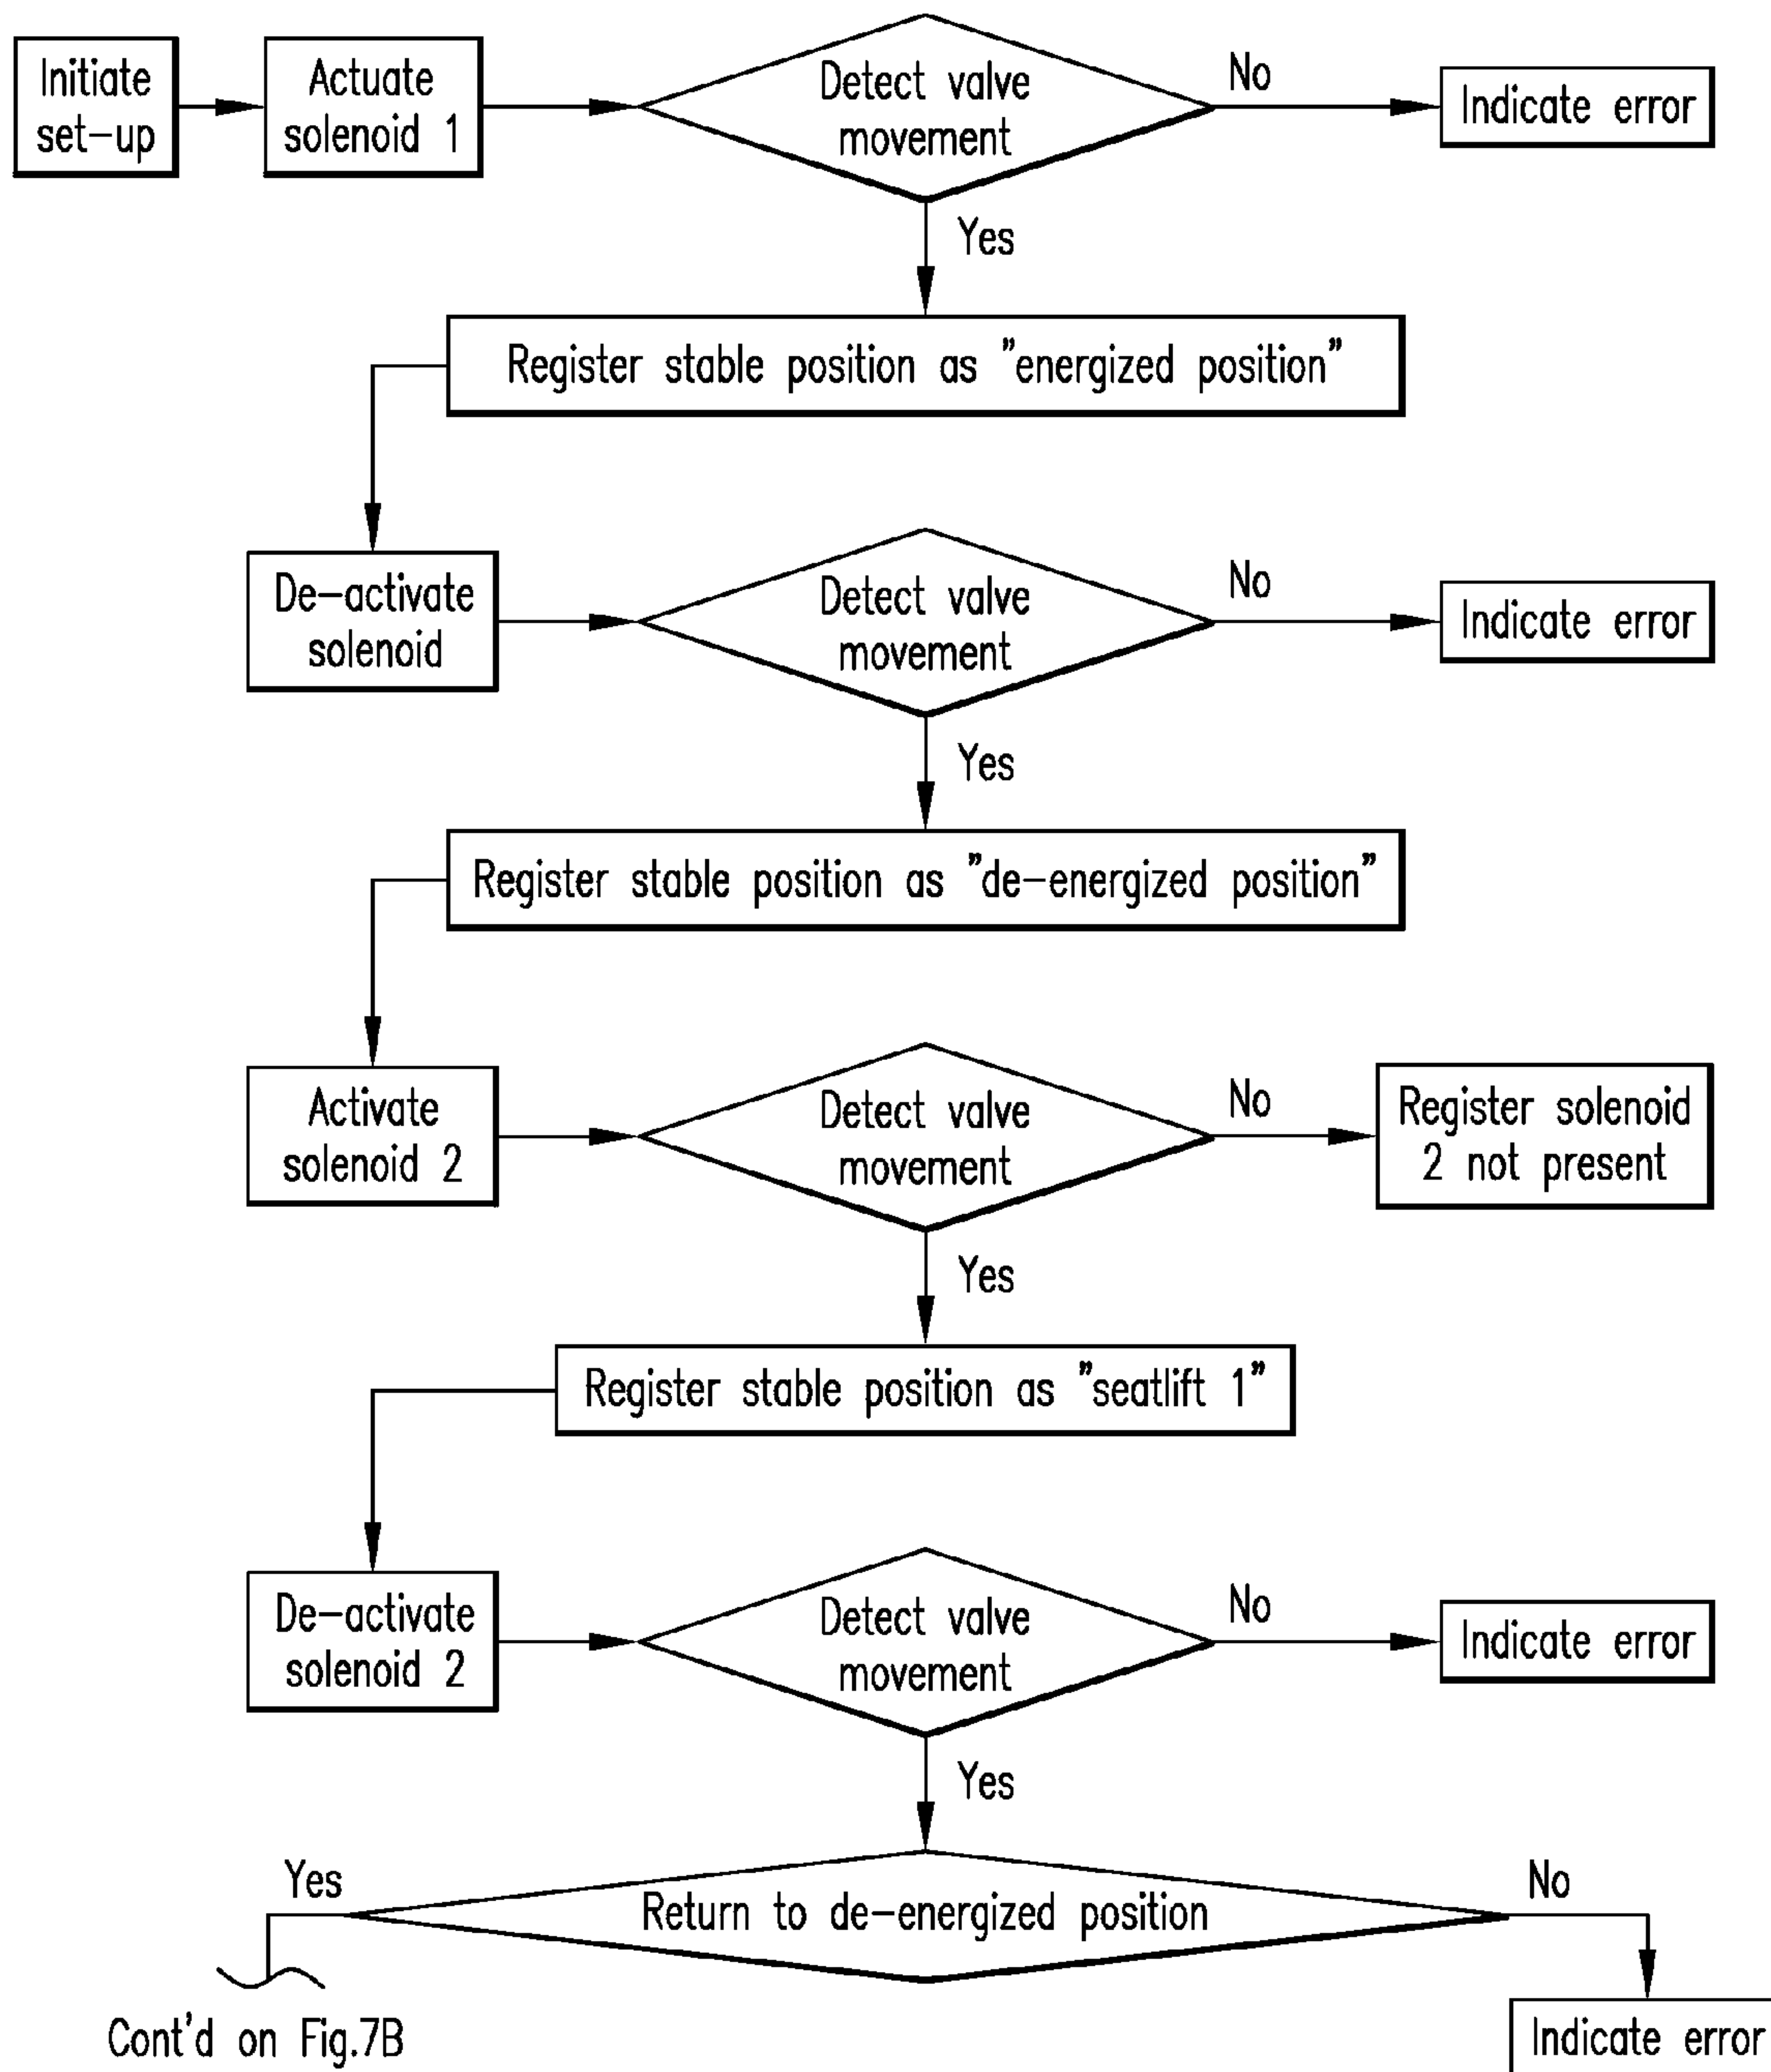 Initiate
set-up
Actuate
solenoid 1
Detect valve
movement
No
Indicate error
Yes
Register stable position as "energized position"
De-activate
solenoid
Detect valve
movement
No
Indicate error
Yes
Register stable position as "de-energized position"
Activate
solenoid 2
Detect valve
movement
No
Register solenoid
2 not present
Yes
Register stable position as "seatlift 1"
De-activate
solenoid 2
Detect valve
movement
No
Indicate error
Yes
Yes
Return to de-energized position
No
Cont'd on Fig.7B
Indicate error